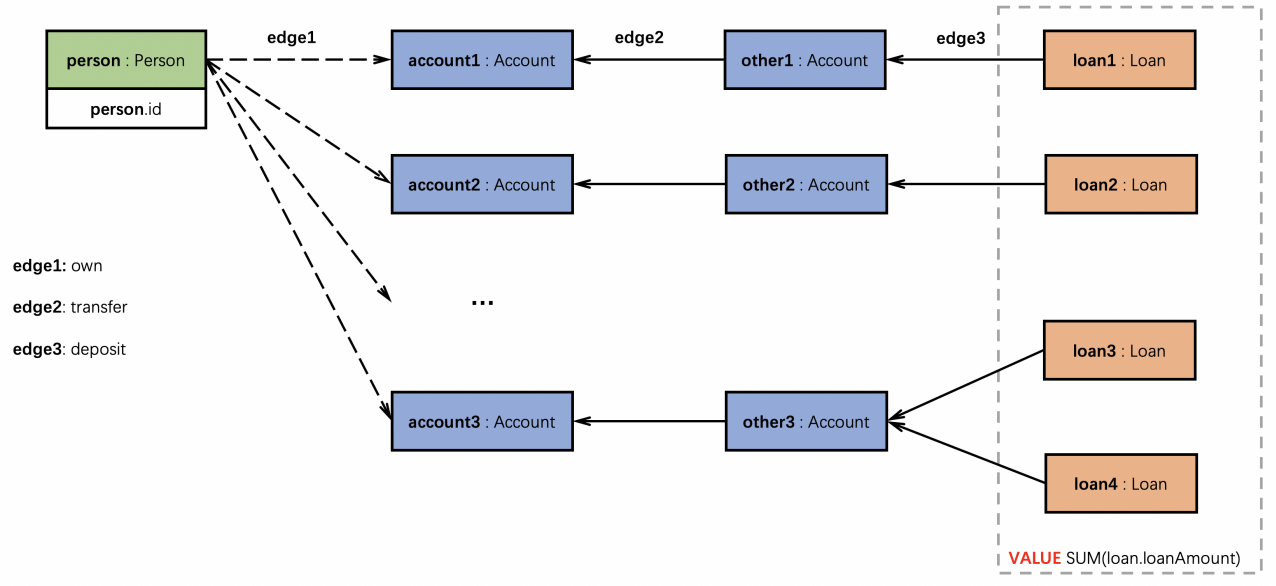 edge1
edge2
edge3
person : Person
account1 : Account
other1 : Account
loan1 : Loan
person.id
account2 : Account
other2 : Account
loan2 : Loan
edge1: own
edge2: transfer
edge3: deposit
...
loan3 : Loan
account3 : Account
other3 : Account
loan4 : Loan
VALUE SUM(loan.loanAmount)